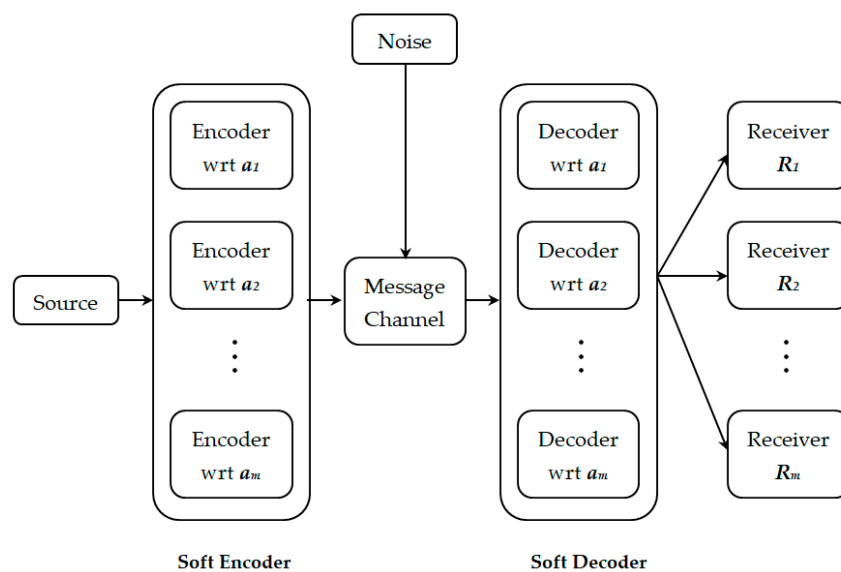 Noise
Encoder
wrt a1
Decoder
wrt a1
Receiver
R1
Encoder
wrt a2
Decoder
wrt a2
Receiver
R2
Source
Message
Channel
Encoder
wrt am
Decoder
wrt am
Receiver
Rm
Soft Encoder
Soft Decoder